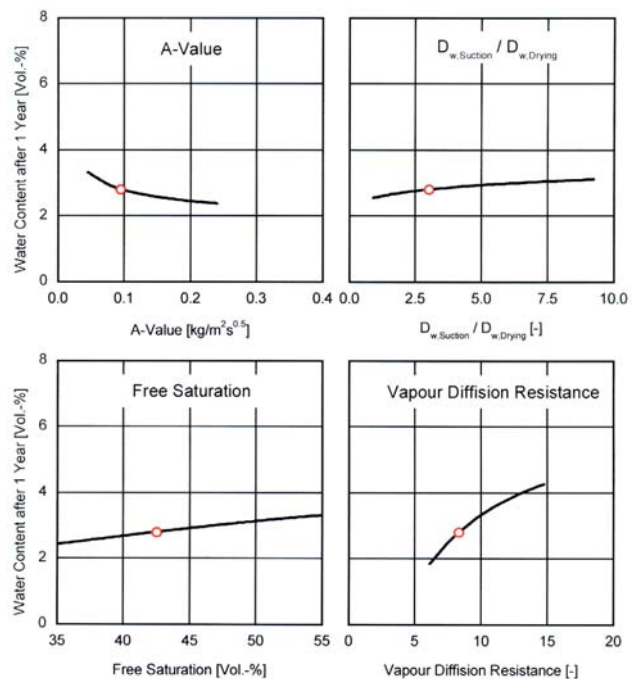 A-Value
D_w,Suction / D_w,Drying
Water Content after 1 Year [Vol.-%]
8
6
4
2
0
0.0 0.1 0.2 0.3 0.4
0.0 2.5 5.0 7.5 10.0
A-Value [kg/m²s⁰·⁵]
D_w,Suction / D_w,Drying [-]
Free Saturation
Vapour Diffision Resistance
Water Content after 1 Year [Vol.-%]
8
6
4
2
0
35 40 45 50 55
0 5 10 15 20
Free Saturation [Vol.-%]
Vapour Diffision Resistance [-]